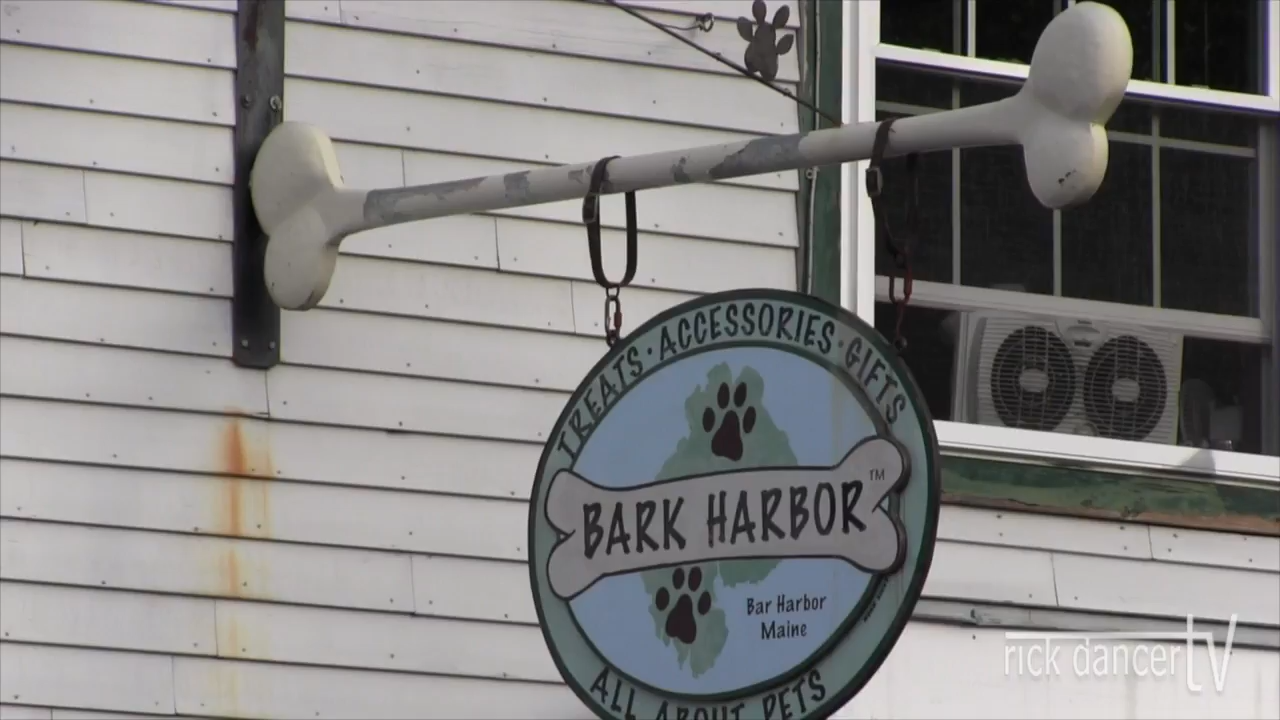 TREATS · ACCESSORIES · GIFTS
BARK HARBOR™
Bar Harbor
Maine
ALL ABOUT PETS
rick dancer tv